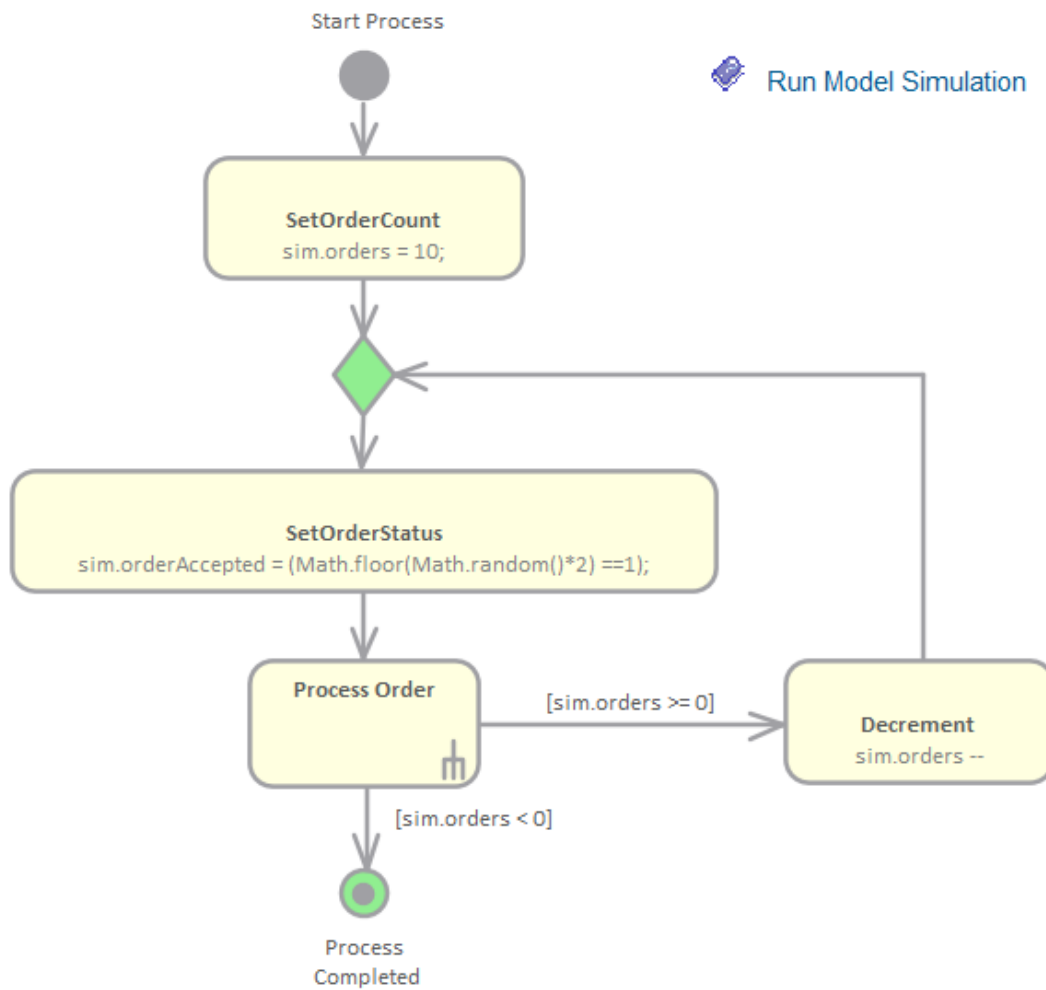 Start Process
Run Model Simulation
SetOrderCount
sim.orders = 10;
SetOrderStatus
sim.orderAccepted = (Math.floor(Math.random()*2) ==1);
Process Order
[sim.orders >= 0]
Decrement
sim.orders --
[sim.orders < 0]
Process
Completed